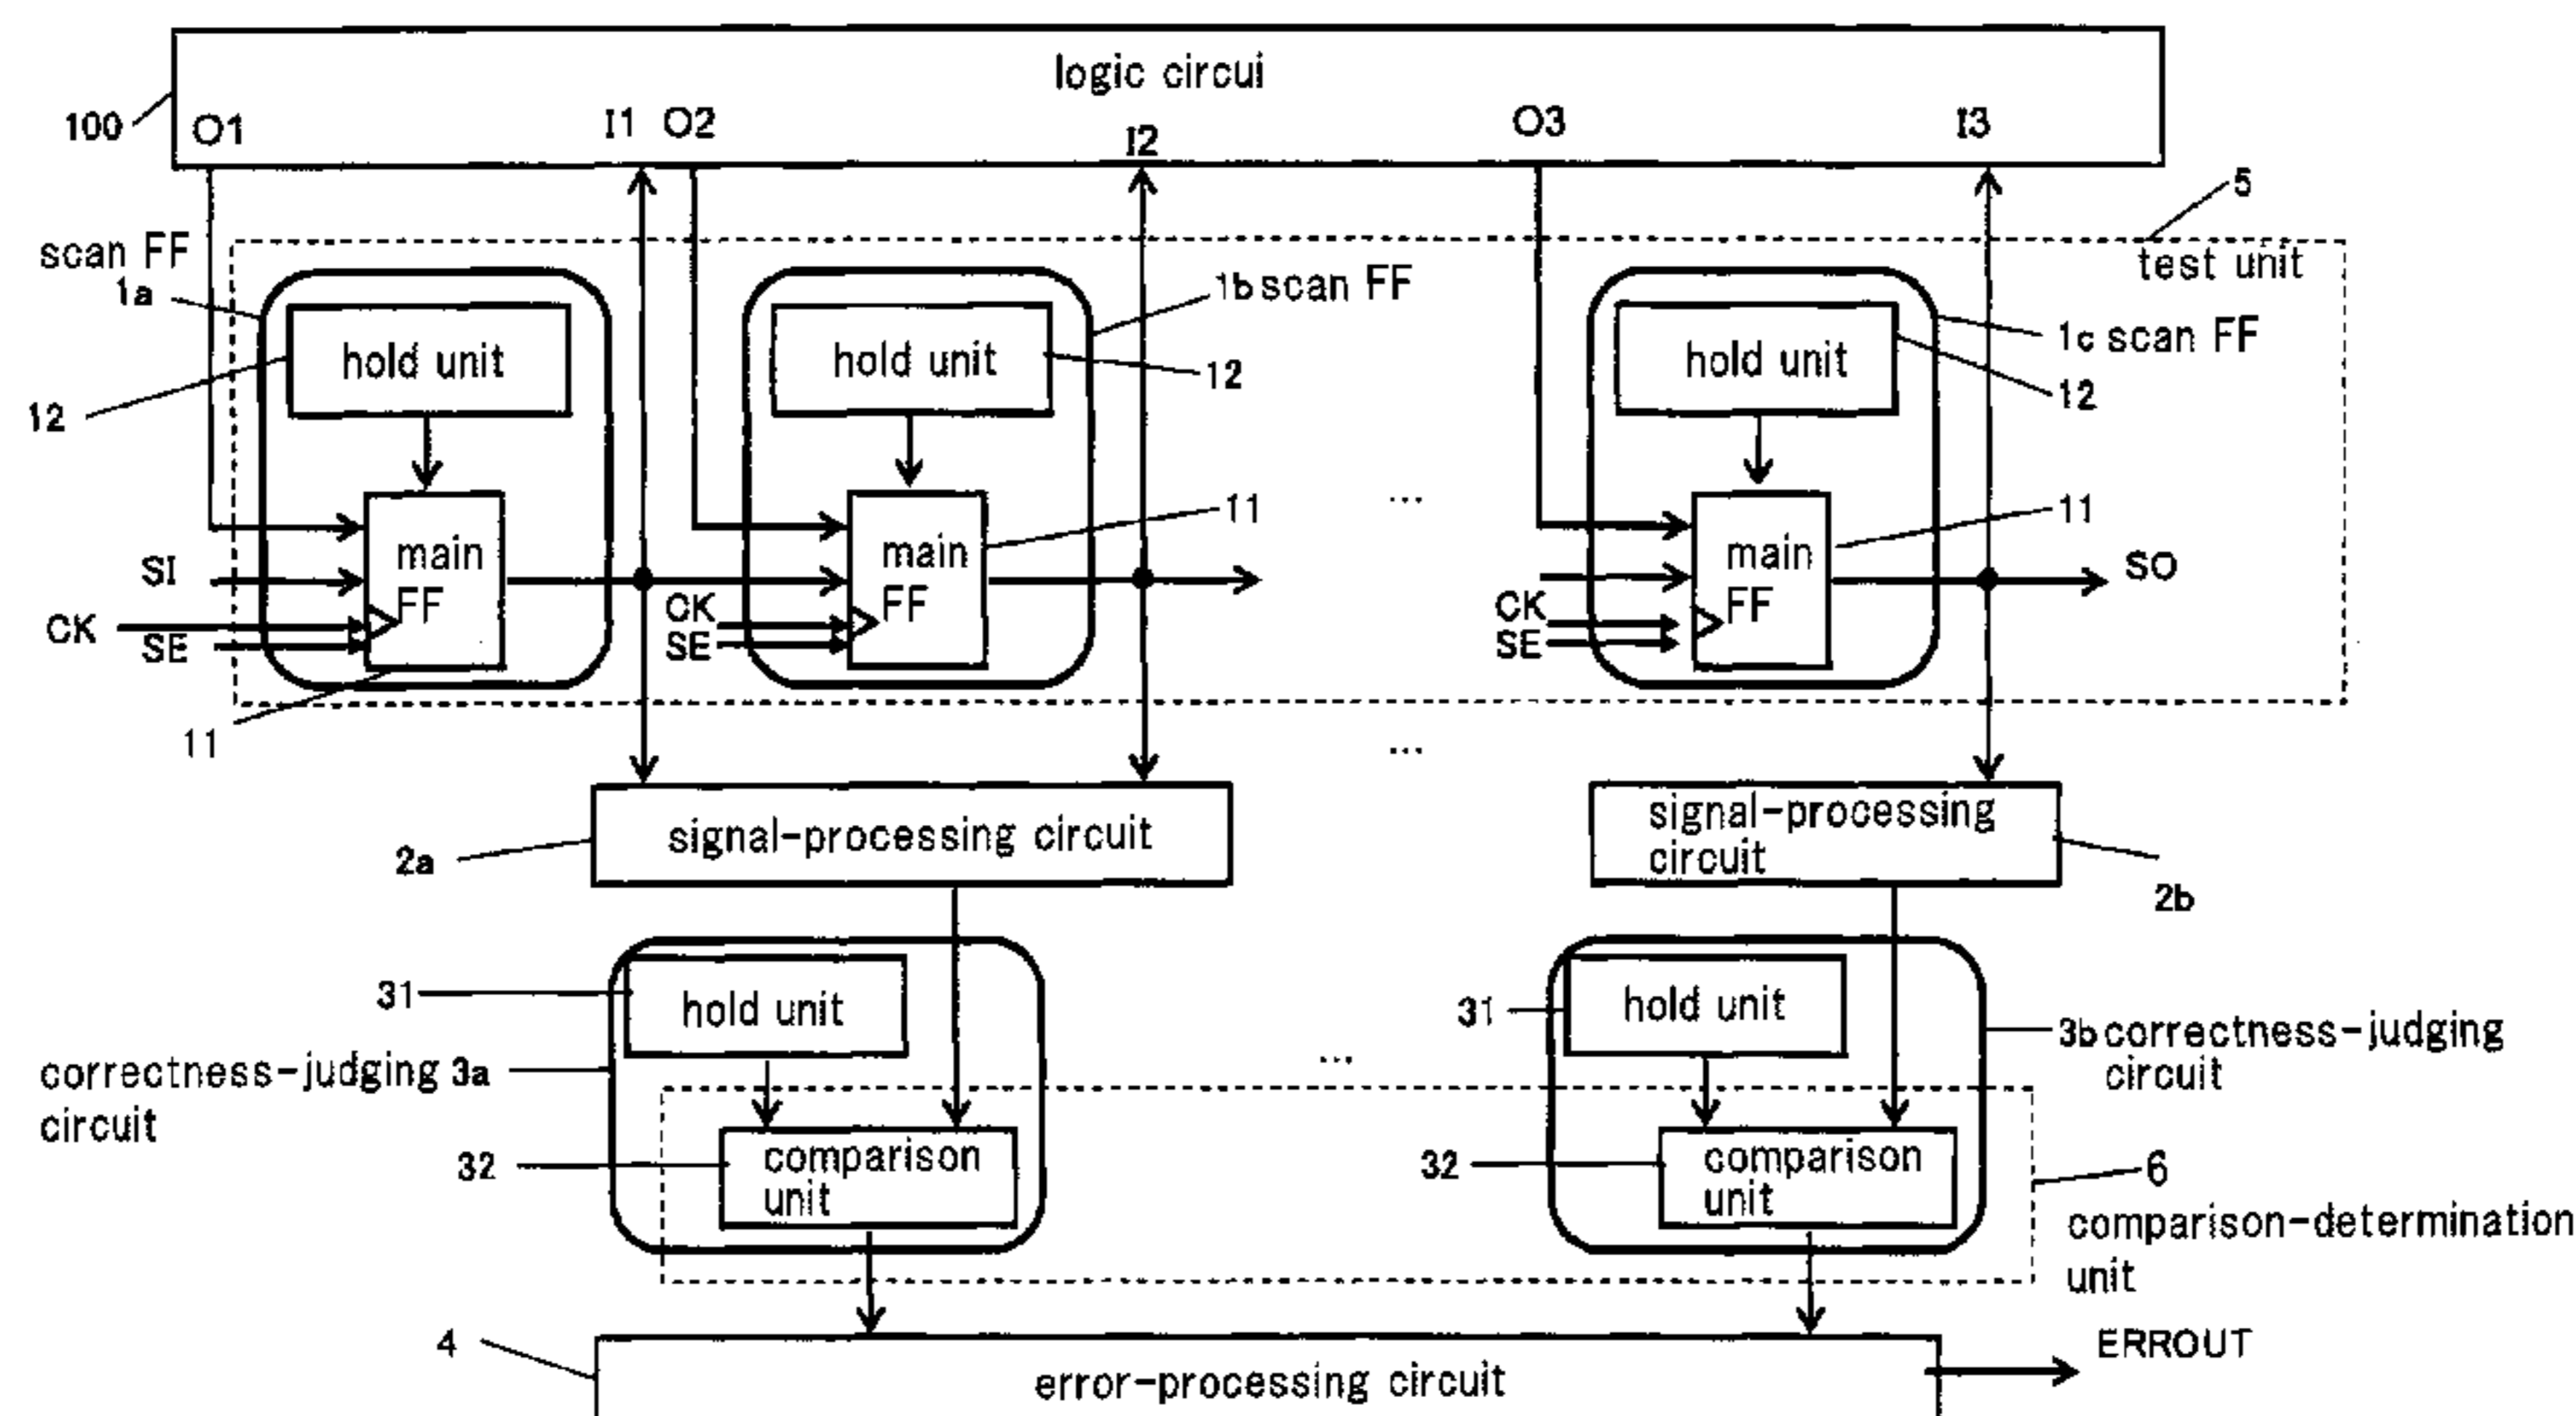 logic circui
100
O1
I1
O2
I2
O3
I3
5
test unit
scan FF
1a
1b scan FF
1c scan FF
hold unit
hold unit
hold unit
12
12
12
main
FF
main
FF
main
FF
11
11
11
...
SI
CK
SE
CK
SE
CK
SE
SO
...
signal-processing circuit
2a
signal-processing
circuit
2b
31
hold unit
31
hold unit
correctness-judging 3a
circuit
...
3b correctness-judging
circuit
32
comparison
unit
32
comparison
unit
6
comparison-determination
unit
4
error-processing circuit
ERROUT